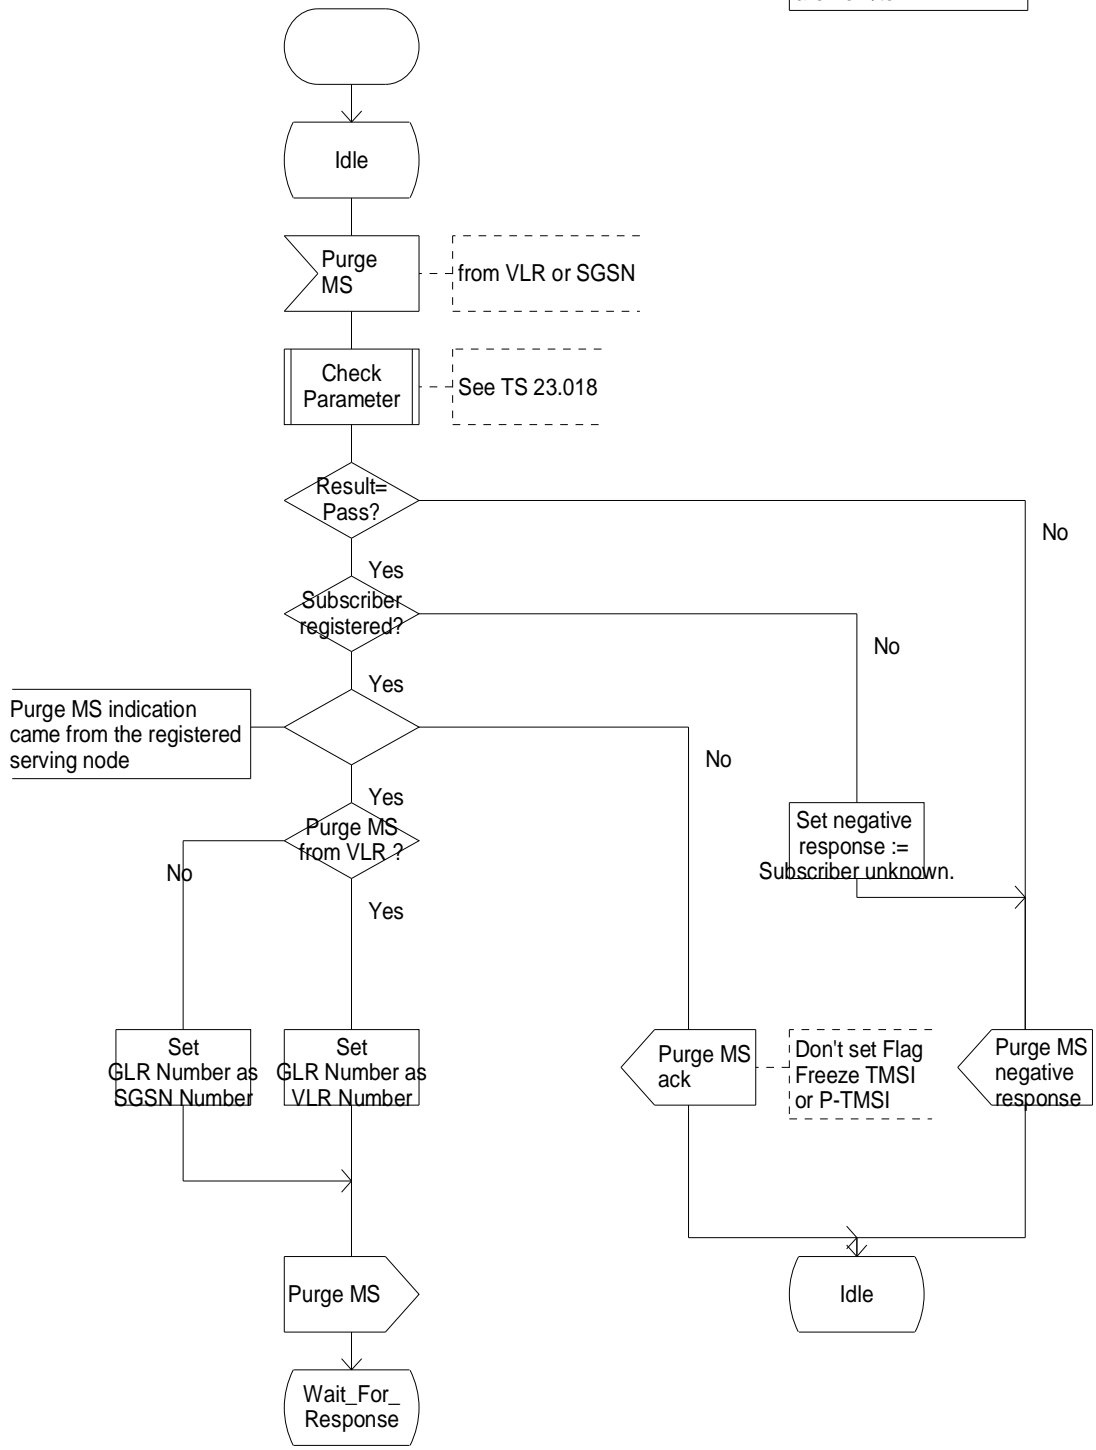 Idle
Purge
MS
from VLR or SGSN
Check
Parameter
See TS 23.018
Result=
Pass?
No
Yes
Subscriber
registered?
No
Yes
Purge MS indication
came from the registered
serving node
No
Yes
Purge MS
from VLR ?
Set negative
response :=
Subscriber unknown.
No
Yes
Set
GLR Number as
SGSN Number
Set
GLR Number as
VLR Number
Purge MS
ack
Don't set Flag
Freeze TMSI
or P-TMSI
Purge MS
negative
response
Purge MS
Idle
Wait_For_
Response